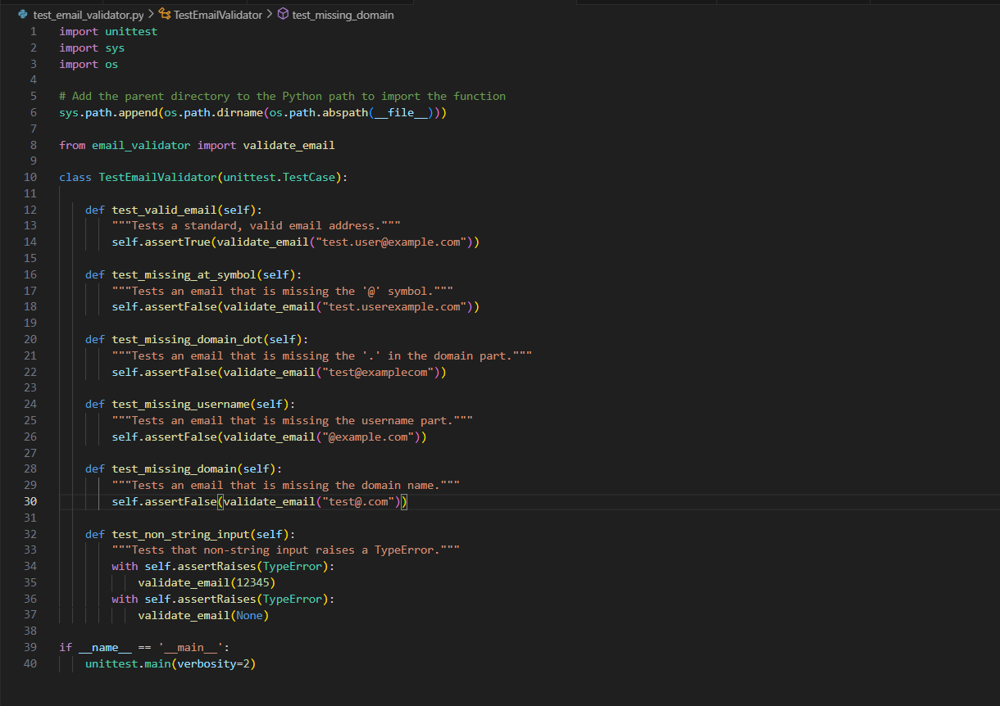 test_email_validator.py > TestEmailValidator > test_missing_domain
1 import unittest
2 import sys
3 import os
4
5 # Add the parent directory to the Python path to import the function
6 sys.path.append(os.path.dirname(os.path.abspath(__file__)))
7
8 from email_validator import validate_email
9
10 class TestEmailValidator(unittest.TestCase):
11
12     def test_valid_email(self):
13         """Tests a standard, valid email address."""
14         self.assertTrue(validate_email("test.user@example.com"))
15
16     def test_missing_at_symbol(self):
17         """Tests an email that is missing the '@' symbol."""
18         self.assertFalse(validate_email("test.userexample.com"))
19
20     def test_missing_domain_dot(self):
21         """Tests an email that is missing the '.' in the domain part."""
22         self.assertFalse(validate_email("test@examplecom"))
23
24     def test_missing_username(self):
25         """Tests an email that is missing the username part."""
26         self.assertFalse(validate_email("@example.com"))
27
28     def test_missing_domain(self):
29         """Tests an email that is missing the domain name."""
30         self.assertFalse(validate_email("test@.com"))
31
32     def test_non_string_input(self):
33         """Tests that non-string input raises a TypeError."""
34         with self.assertRaises(TypeError):
35             validate_email(12345)
36         with self.assertRaises(TypeError):
37             validate_email(None)
38
39 if __name__ == '__main__':
40     unittest.main(verbosity=2)